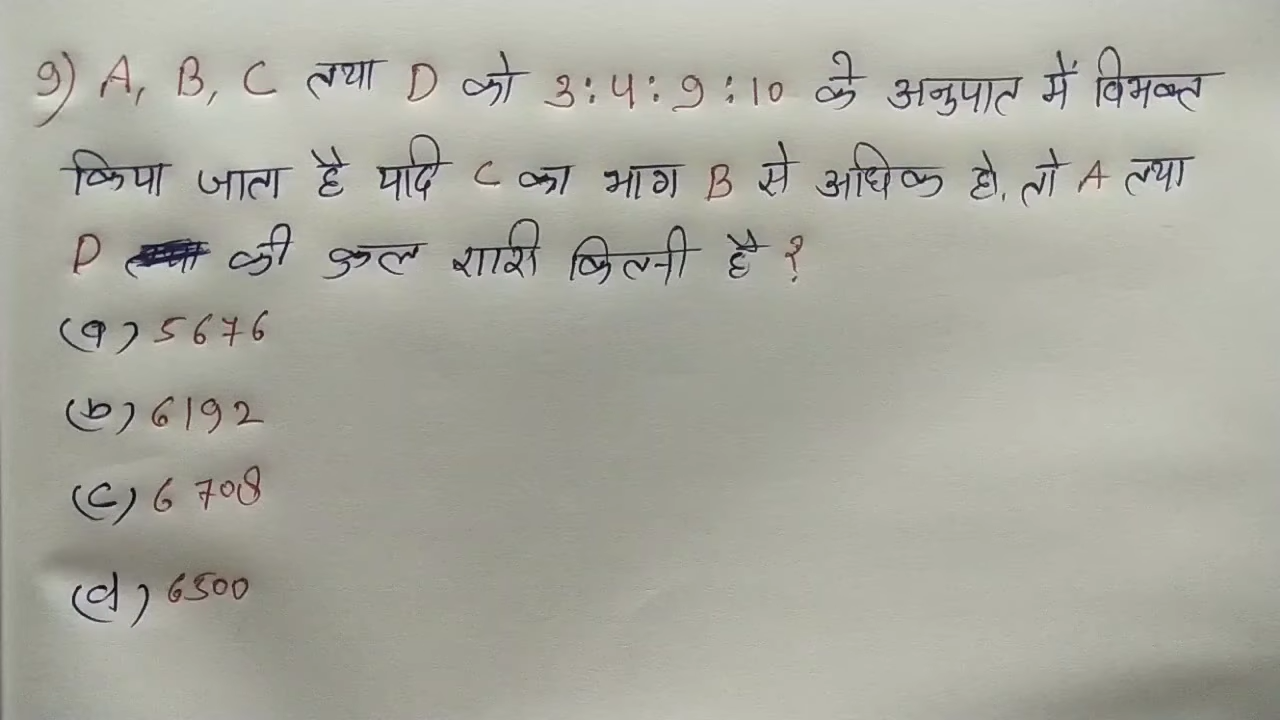 9) A, B, C तथा D को 3:4:9:10 के अनुपात में विभक्त
किया जाता है यदि C का भाग B से अधिक हो, तो A तथा
D की कुल राशी कितनी है ?
(a) 5676
(b) 6192
(c) 6708
(d) 6500